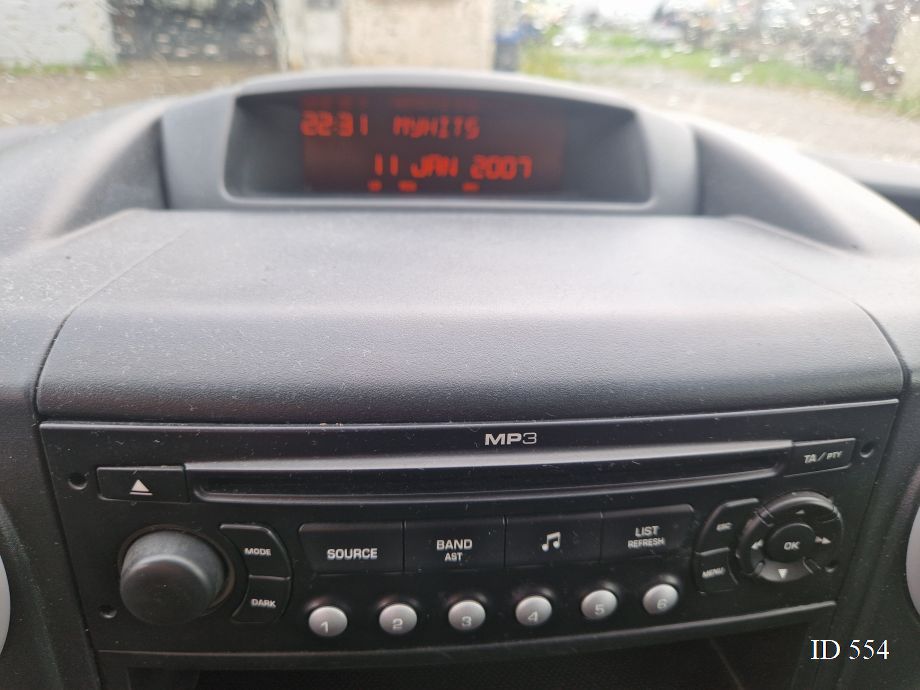 22:31 MYHITS
11 JAN 2007
MP3
TA / PTY
MODE
SOURCE
BAND
AST
LIST
REFRESH
ESC
OK
DARK
MENU
1 2 3 4 5 6
ID 554